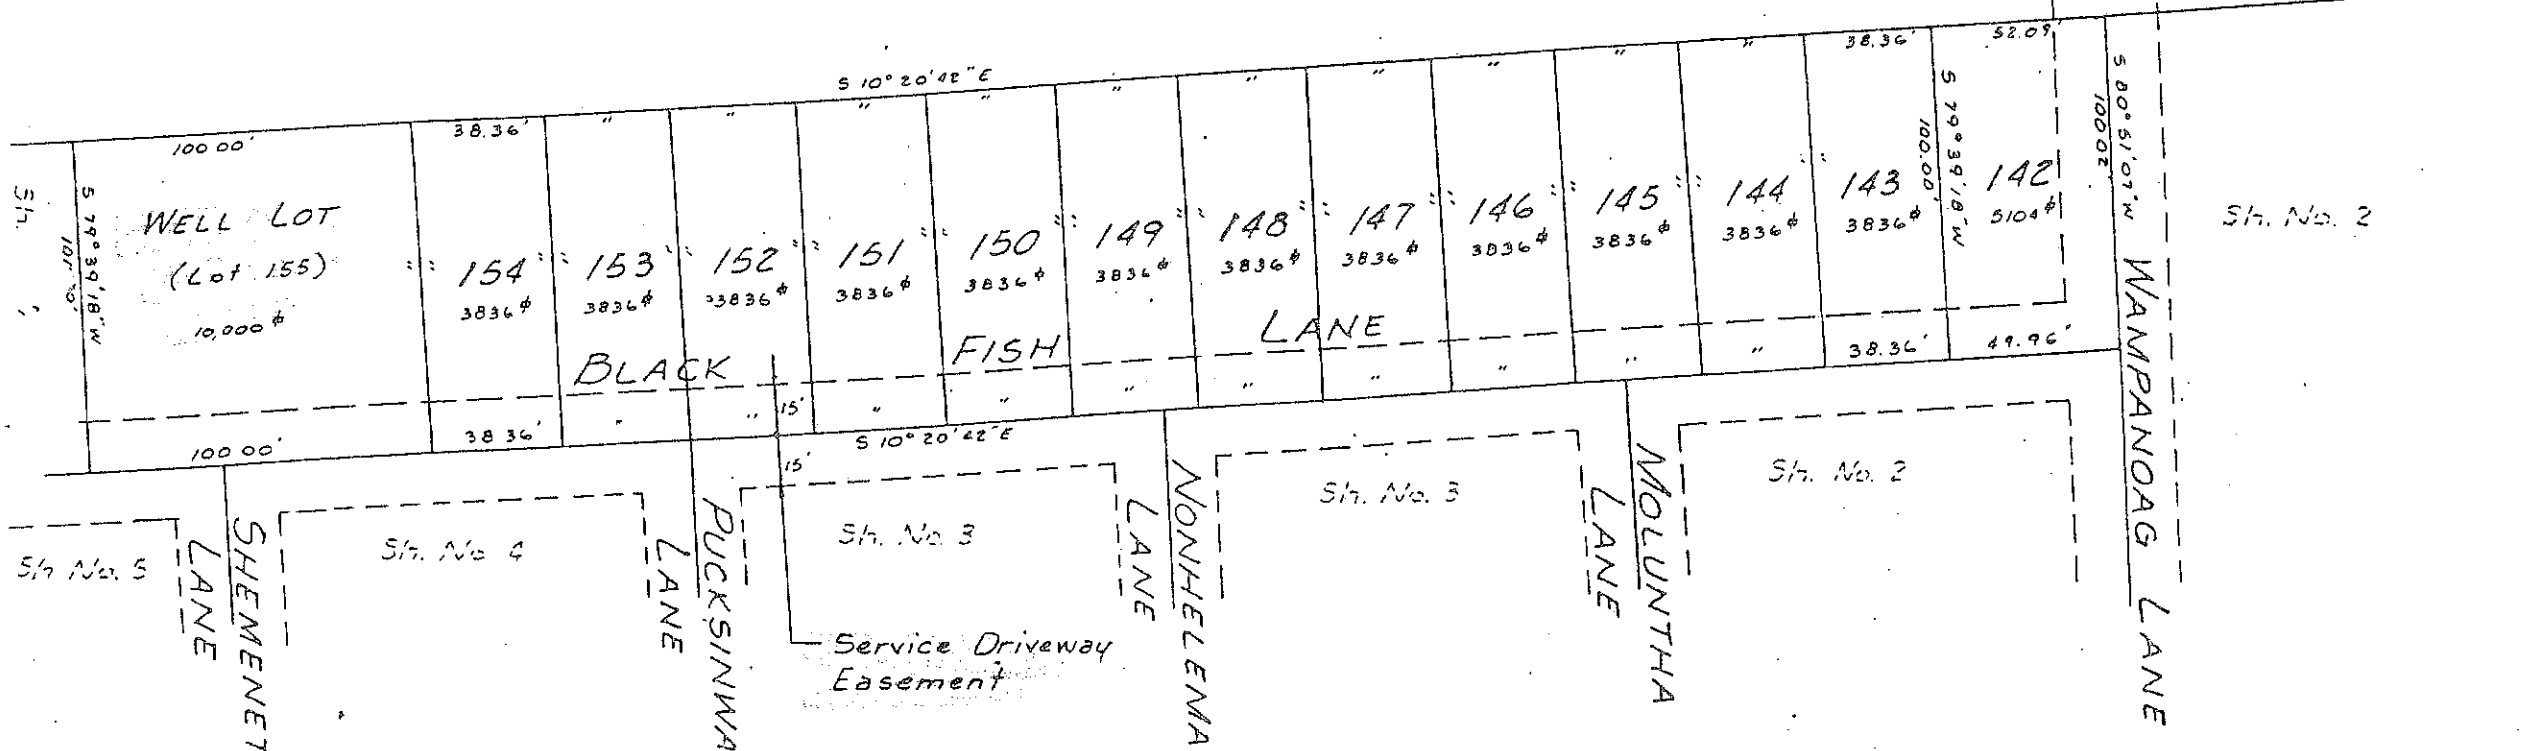 S 10° 20' 42" E
100 00'
38.36'
"
"
"
"
"
"
"
"
"
"
38.36'
52.09'
Sh.
S 79° 39' 18" W
WELL LOT
(Lot 155)
10,000 ⌀
154
3836 ⌀
153
3836 ⌀
152
3836 ⌀
151
3836 ⌀
150
3836 ⌀
149
3836 ⌀
148
3836 ⌀
147
3836 ⌀
146
3836 ⌀
145
3836 ⌀
144
3836 ⌀
143
3836 ⌀
S 79° 39' 18" W
100.00'
142
5104 ⌀
S 80° 51' 07" W
100 02'
Sh. No. 2
BLACK FISH LANE
100 00'
38 36'
"
"
15'
"
"
"
"
"
"
"
"
38.36'
49.96'
S 10° 20' 42" E
15'
Sh No. 5
SHEMENET
LANE
Sh. No 4
PUCKSINWA
LANE
Sh. No. 3
NONHELEMA
LANE
Sh. No. 3
MOLUNTHA
LANE
Sh. No. 2
WAMPANOAG LANE
Service Driveway
Easement